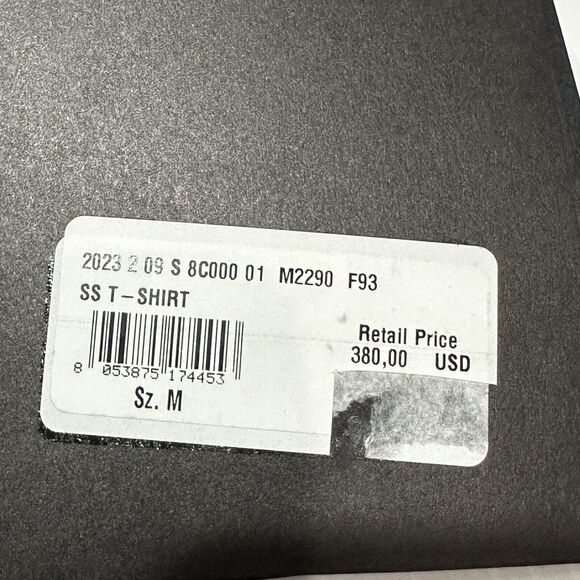 2023 2 09 S 8C000 01 M2290 F93
SS T-SHIRT
Retail Price
380,00 USD
8 053875 174453
Sz. M